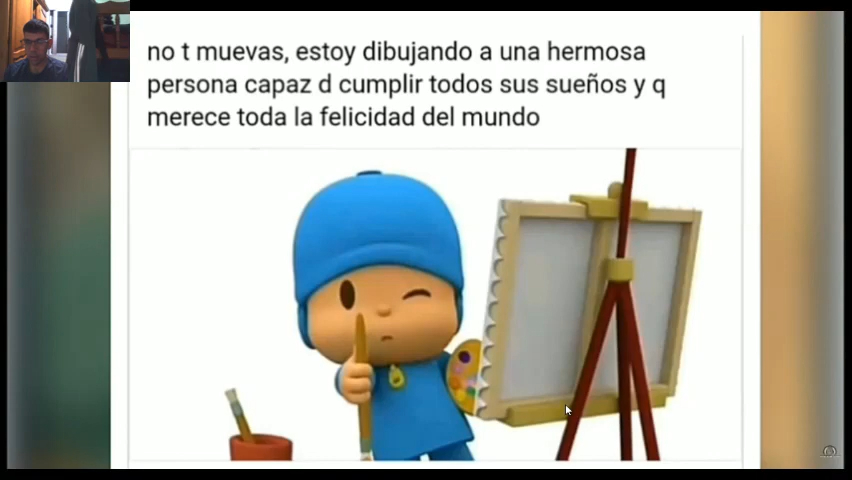 no t muevas, estoy dibujando a una hermosa
persona capaz d cumplir todos sus sueños y q
merece toda la felicidad del mundo